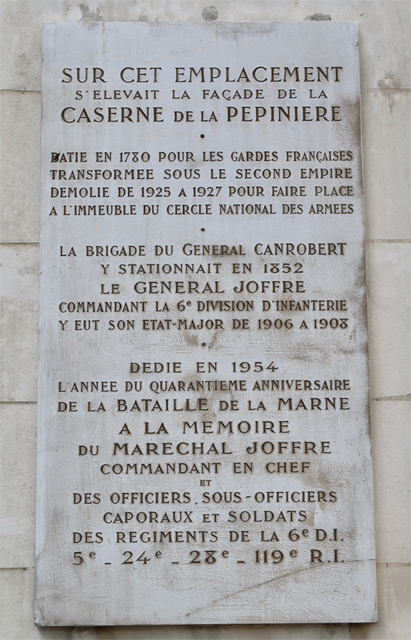 SUR CET EMPLACEMENT
S'ELEVAIT LA FAÇADE DE LA
CASERNE DE LA PEPINIERE
BATIE EN 1780 POUR LES GARDES FRANÇAISES
TRANSFORMEE SOUS LE SECOND EMPIRE
DEMOLIE DE 1925 A 1927 POUR FAIRE PLACE
A L'IMMEUBLE DU CERCLE NATIONAL DES ARMEES
LA BRIGADE DU GENERAL CANROBERT
Y STATIONNAIT EN 1852
LE GENERAL JOFFRE
COMMANDANT LA 6e DIVISION D'INFANTERIE
Y EUT SON ETAT-MAJOR DE 1906 A 1908
DEDIE EN 1954
L'ANNEE DU QUARANTIEME ANNIVERSAIRE
DE LA BATAILLE DE LA MARNE
A LA MEMOIRE
DU MARECHAL JOFFRE
COMMANDANT EN CHEF
ET
DES OFFICIERS, SOUS-OFFICIERS
CAPORAUX ET SOLDATS
DES REGIMENTS DE LA 6e D.I.
5e - 24e - 28e - 119e R.I.